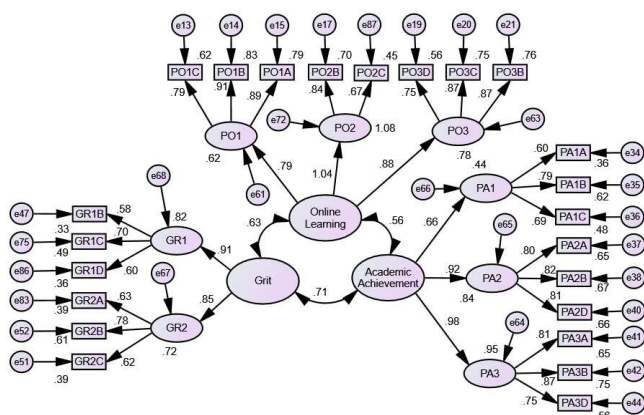 e13 e14 e15 e17 e87 e19 e20 e21
.62 .83 .79 .70 .45 .56 .75 .76
PO1C PO1B PO1A PO2B PO2C PO3D PO3C PO3B
.79 .91 .89 .84 .67 .75 .87 .87
e72 e63
PO1 PO2 1.08 PO3
.62 .78
e61 .79 1.04 .88
.44 .60 PA1A e34
.36
e68 e66 PA1 .79 PA1B e35
.62
e47 GR1B .58 .82 .69 PA1C e36
.33 .48
Online
Learning
.63 .56 .66
e75 GR1C .70 GR1
.49
e65 .80 PA2A e37
.65
e86 GR1D .60 .91
.36
e67 Grit Academic
Achievement .92 PA2 .82 PA2B e38
.67
.84
e83 GR2A .63 .85 .71 .81 PA2D e40
.39 .66
e52 GR2B .78 GR2 .98 e64
.61
.81 PA3A e41
.65
e51 GR2C .62 .72 .95
.39
PA3 .87 PA3B e42
.75
.75 PA3D e44
.56